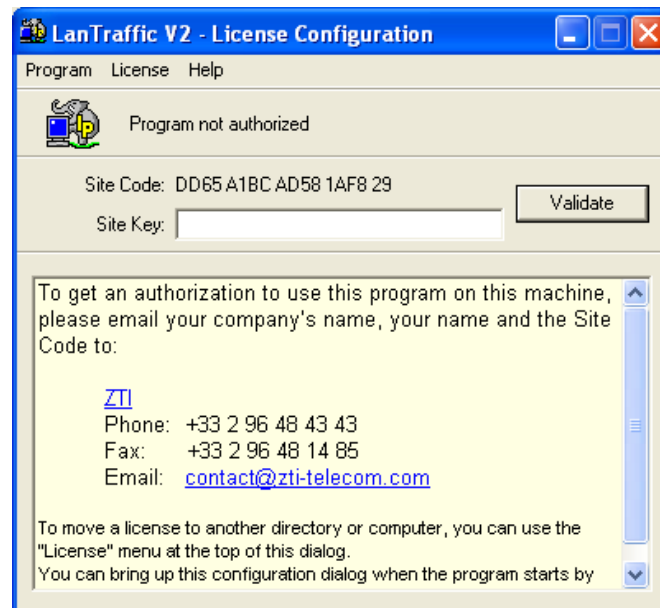 LanTraffic V2 - License Configuration
Program License Help
Program not authorized
Site Code: DD65 A1BC AD58 1AF8 29
Validate
Site Key:
To get an authorization to use this program on this machine,
please email your company's name, your name and the Site
Code to:
ZTI
Phone: +33 2 96 48 43 43
Fax: +33 2 96 48 14 85
Email: contact@zti-telecom.com
To move a license to another directory or computer, you can use the
"License" menu at the top of this dialog.
You can bring up this configuration dialog when the program starts by